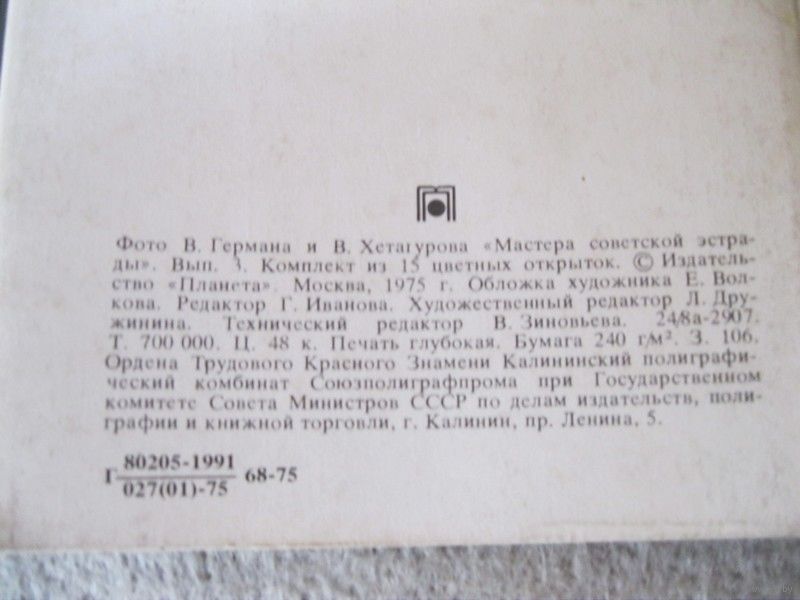 Фото В. Германа и В. Хетагурова «Мастера советской эстра-
ды». Вып. 3. Комплект из 15 цветных открыток. © Издатель-
ство «Планета». Москва, 1975 г. Обложка художника Е. Вол-
кова. Редактор Г. Иванова. Художественный редактор Л. Дру-
жинина. Технический редактор В. Зиновьева. 24/8а-2907.
Т. 700 000. Ц. 48 к. Печать глубокая. Бумага 240 г/м². З. 106.
Ордена Трудового Красного Знамени Калининский полиграфи-
ческий комбинат Союзполиграфпрома при Государственном
комитете Совета Министров СССР по делам издательств, поли-
графии и книжной торговли, г. Калинин, пр. Ленина, 5.
Г 80205-1991
027(01)-75 68-75